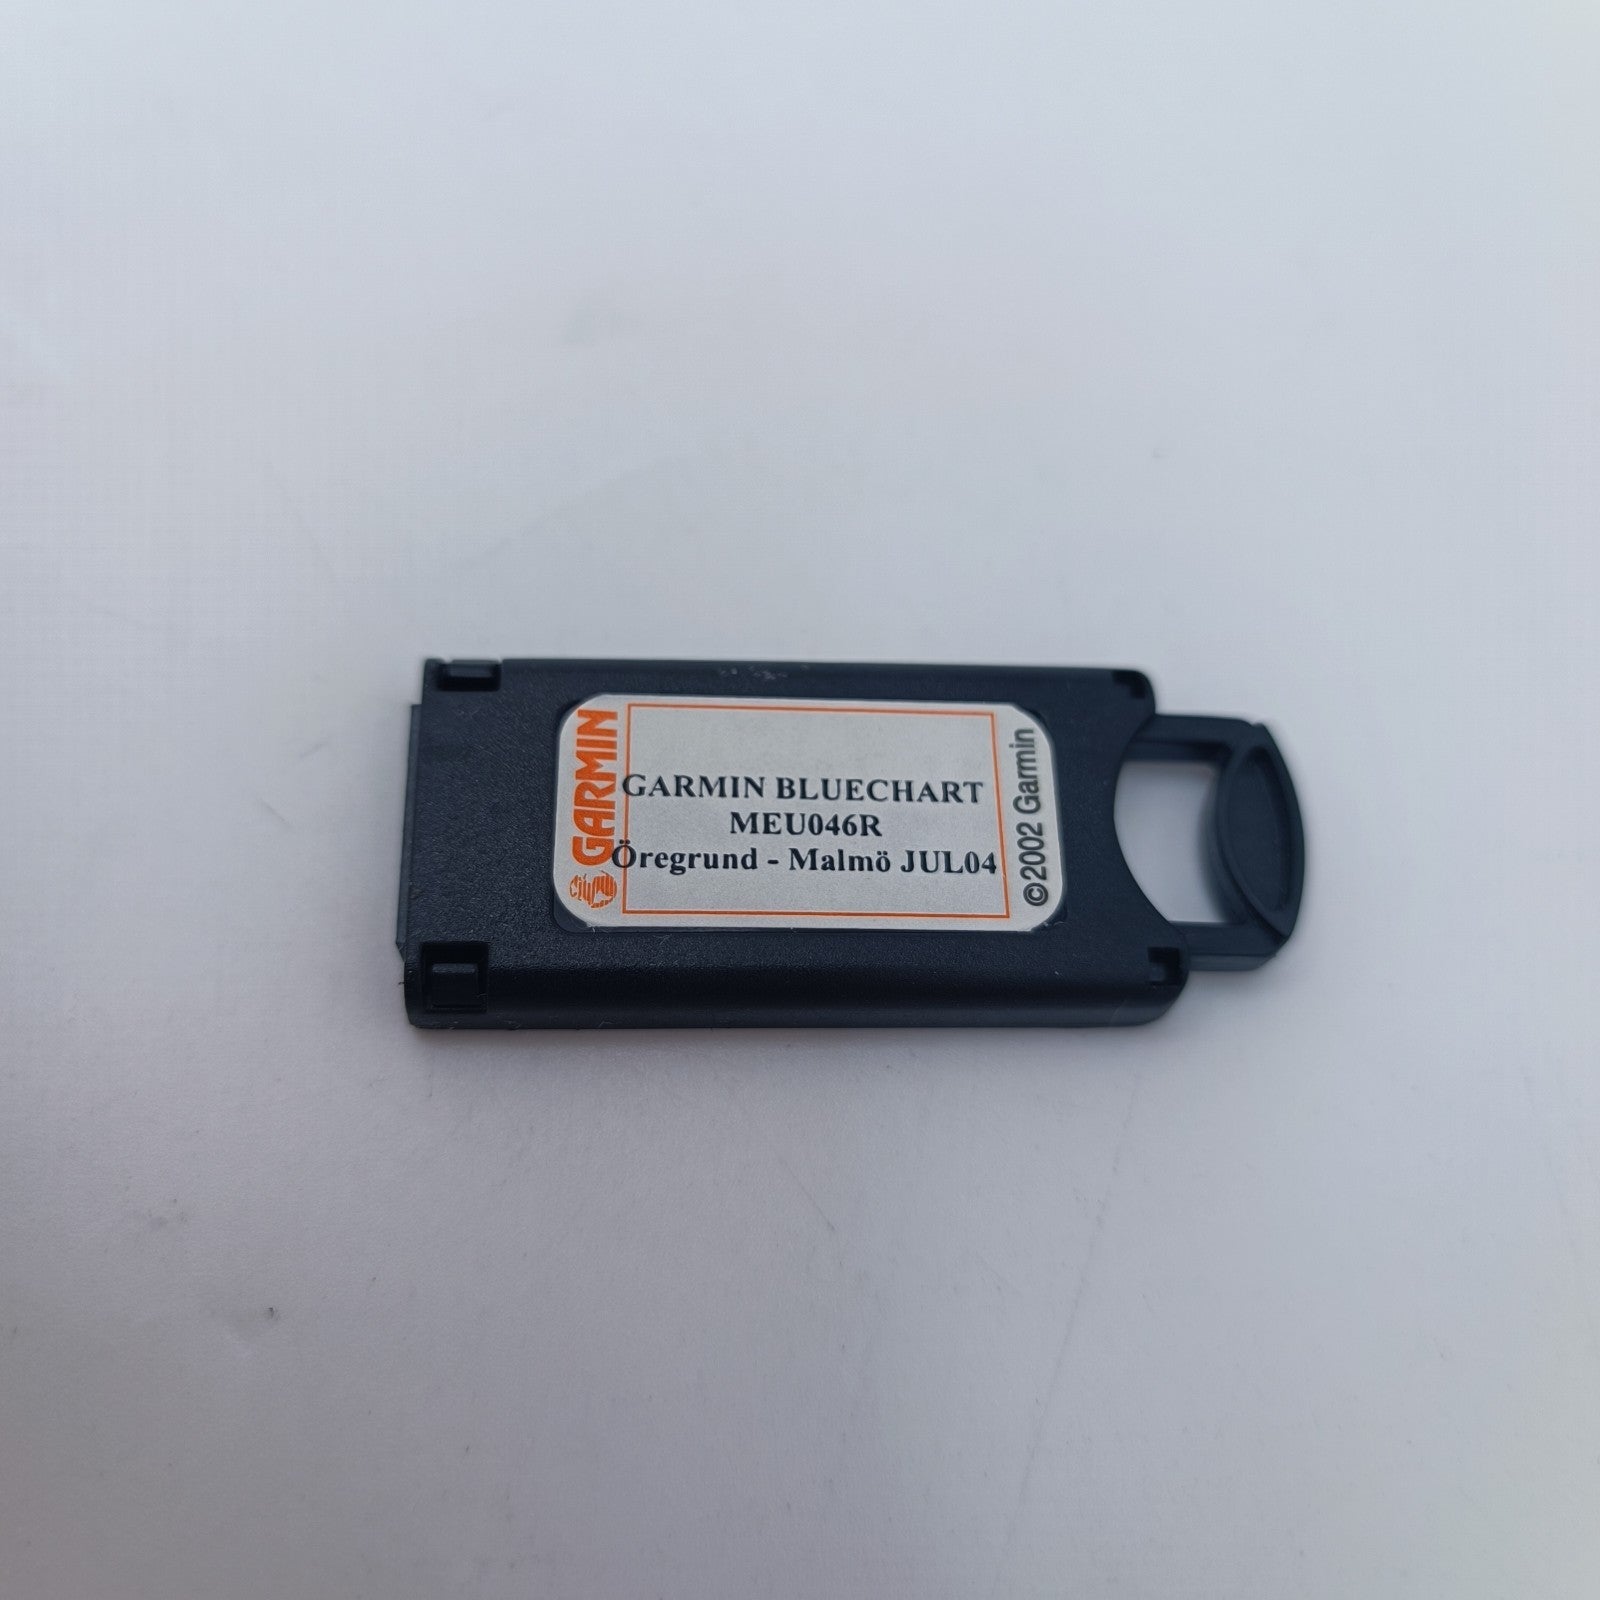 GARMIN
GARMIN BLUECHART
MEU046R
Öregrund - Malmö JUL04
©2002 Garmin